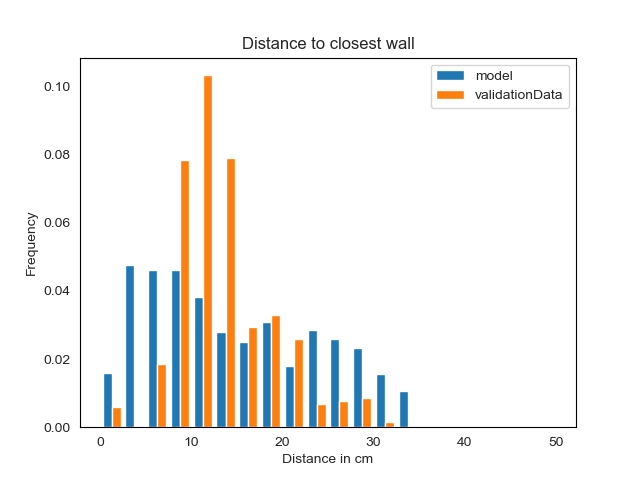 Distance to closest wall
model
validationData
0.10
0.08
0.06
0.04
0.02
0.00
Frequency
0 10 20 30 40 50
Distance in cm